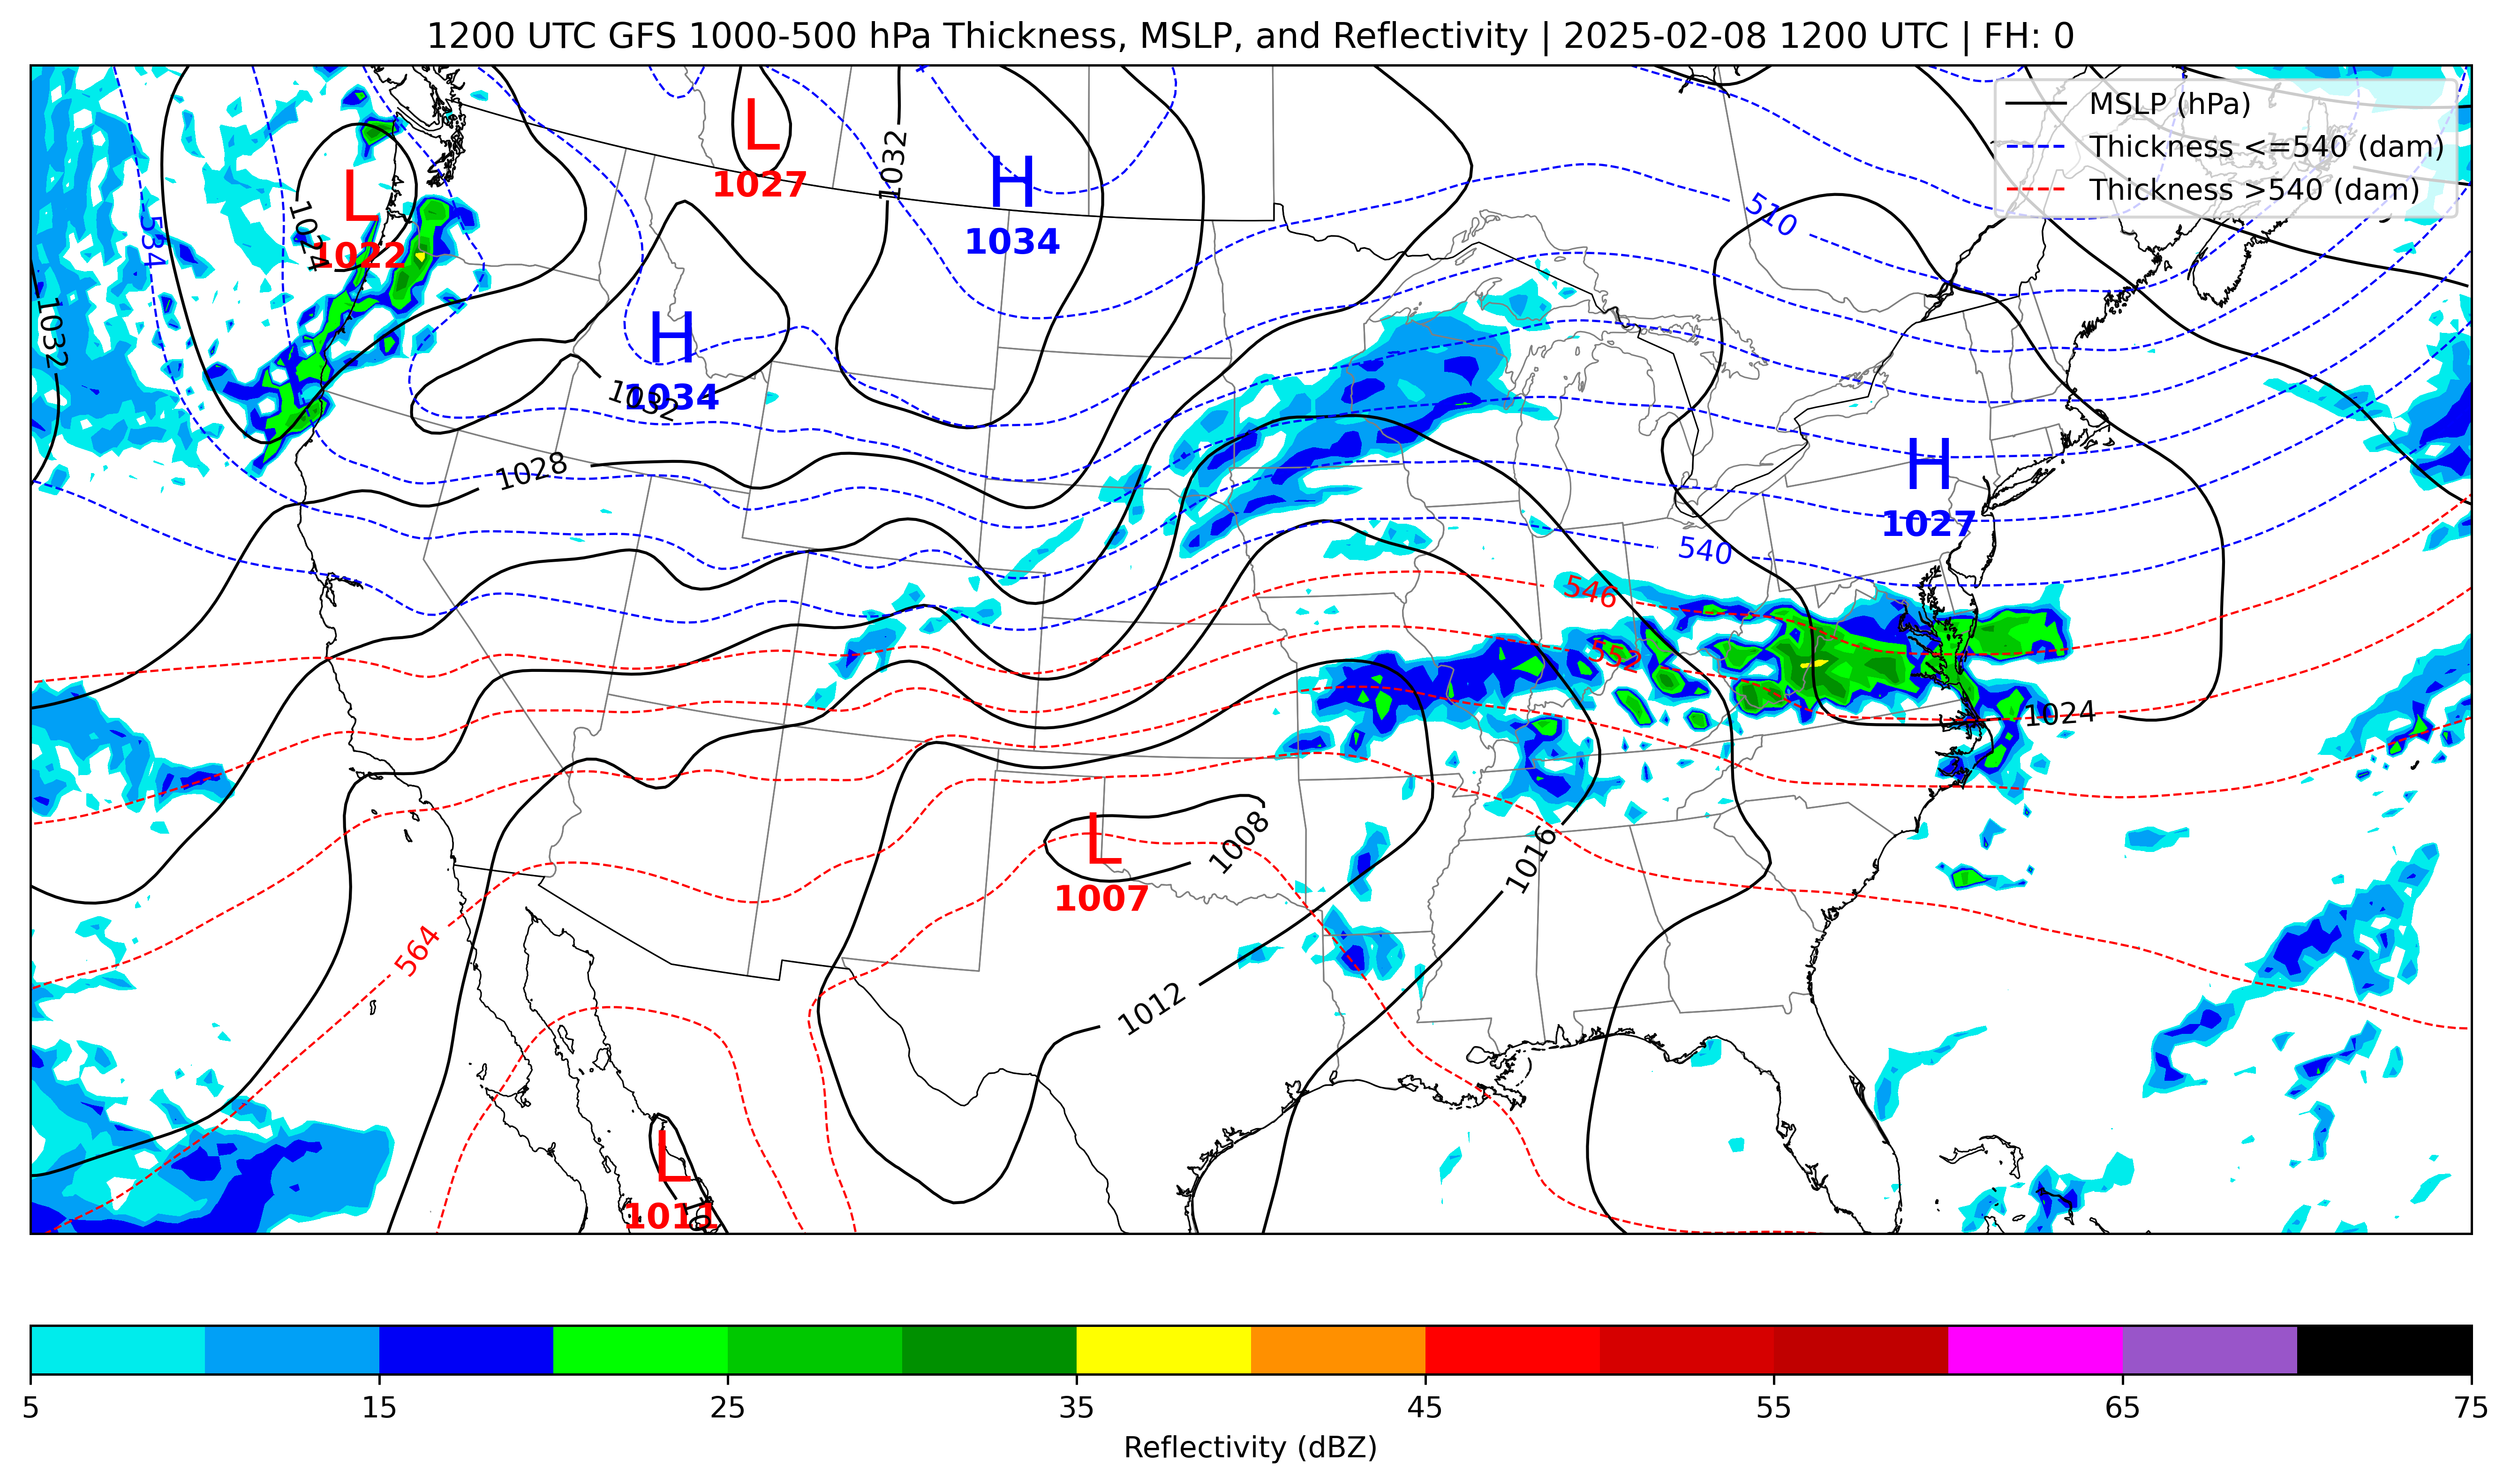 1200 UTC GFS 1000-500 hPa Thickness, MSLP, and Reflectivity | 2025-02-08 1200 UTC | FH: 0
MSLP (hPa)
Thickness <=540 (dam)
Thickness >540 (dam)
L
1027
1032
H
1034
L
1022
1024
534
510
1032
H
1034
1032
1028
H
1027
540
546
552
1024
L
1007
1008
1016
564
1012
L
1011
5
15
25
35
45
55
65
75
Reflectivity (dBZ)